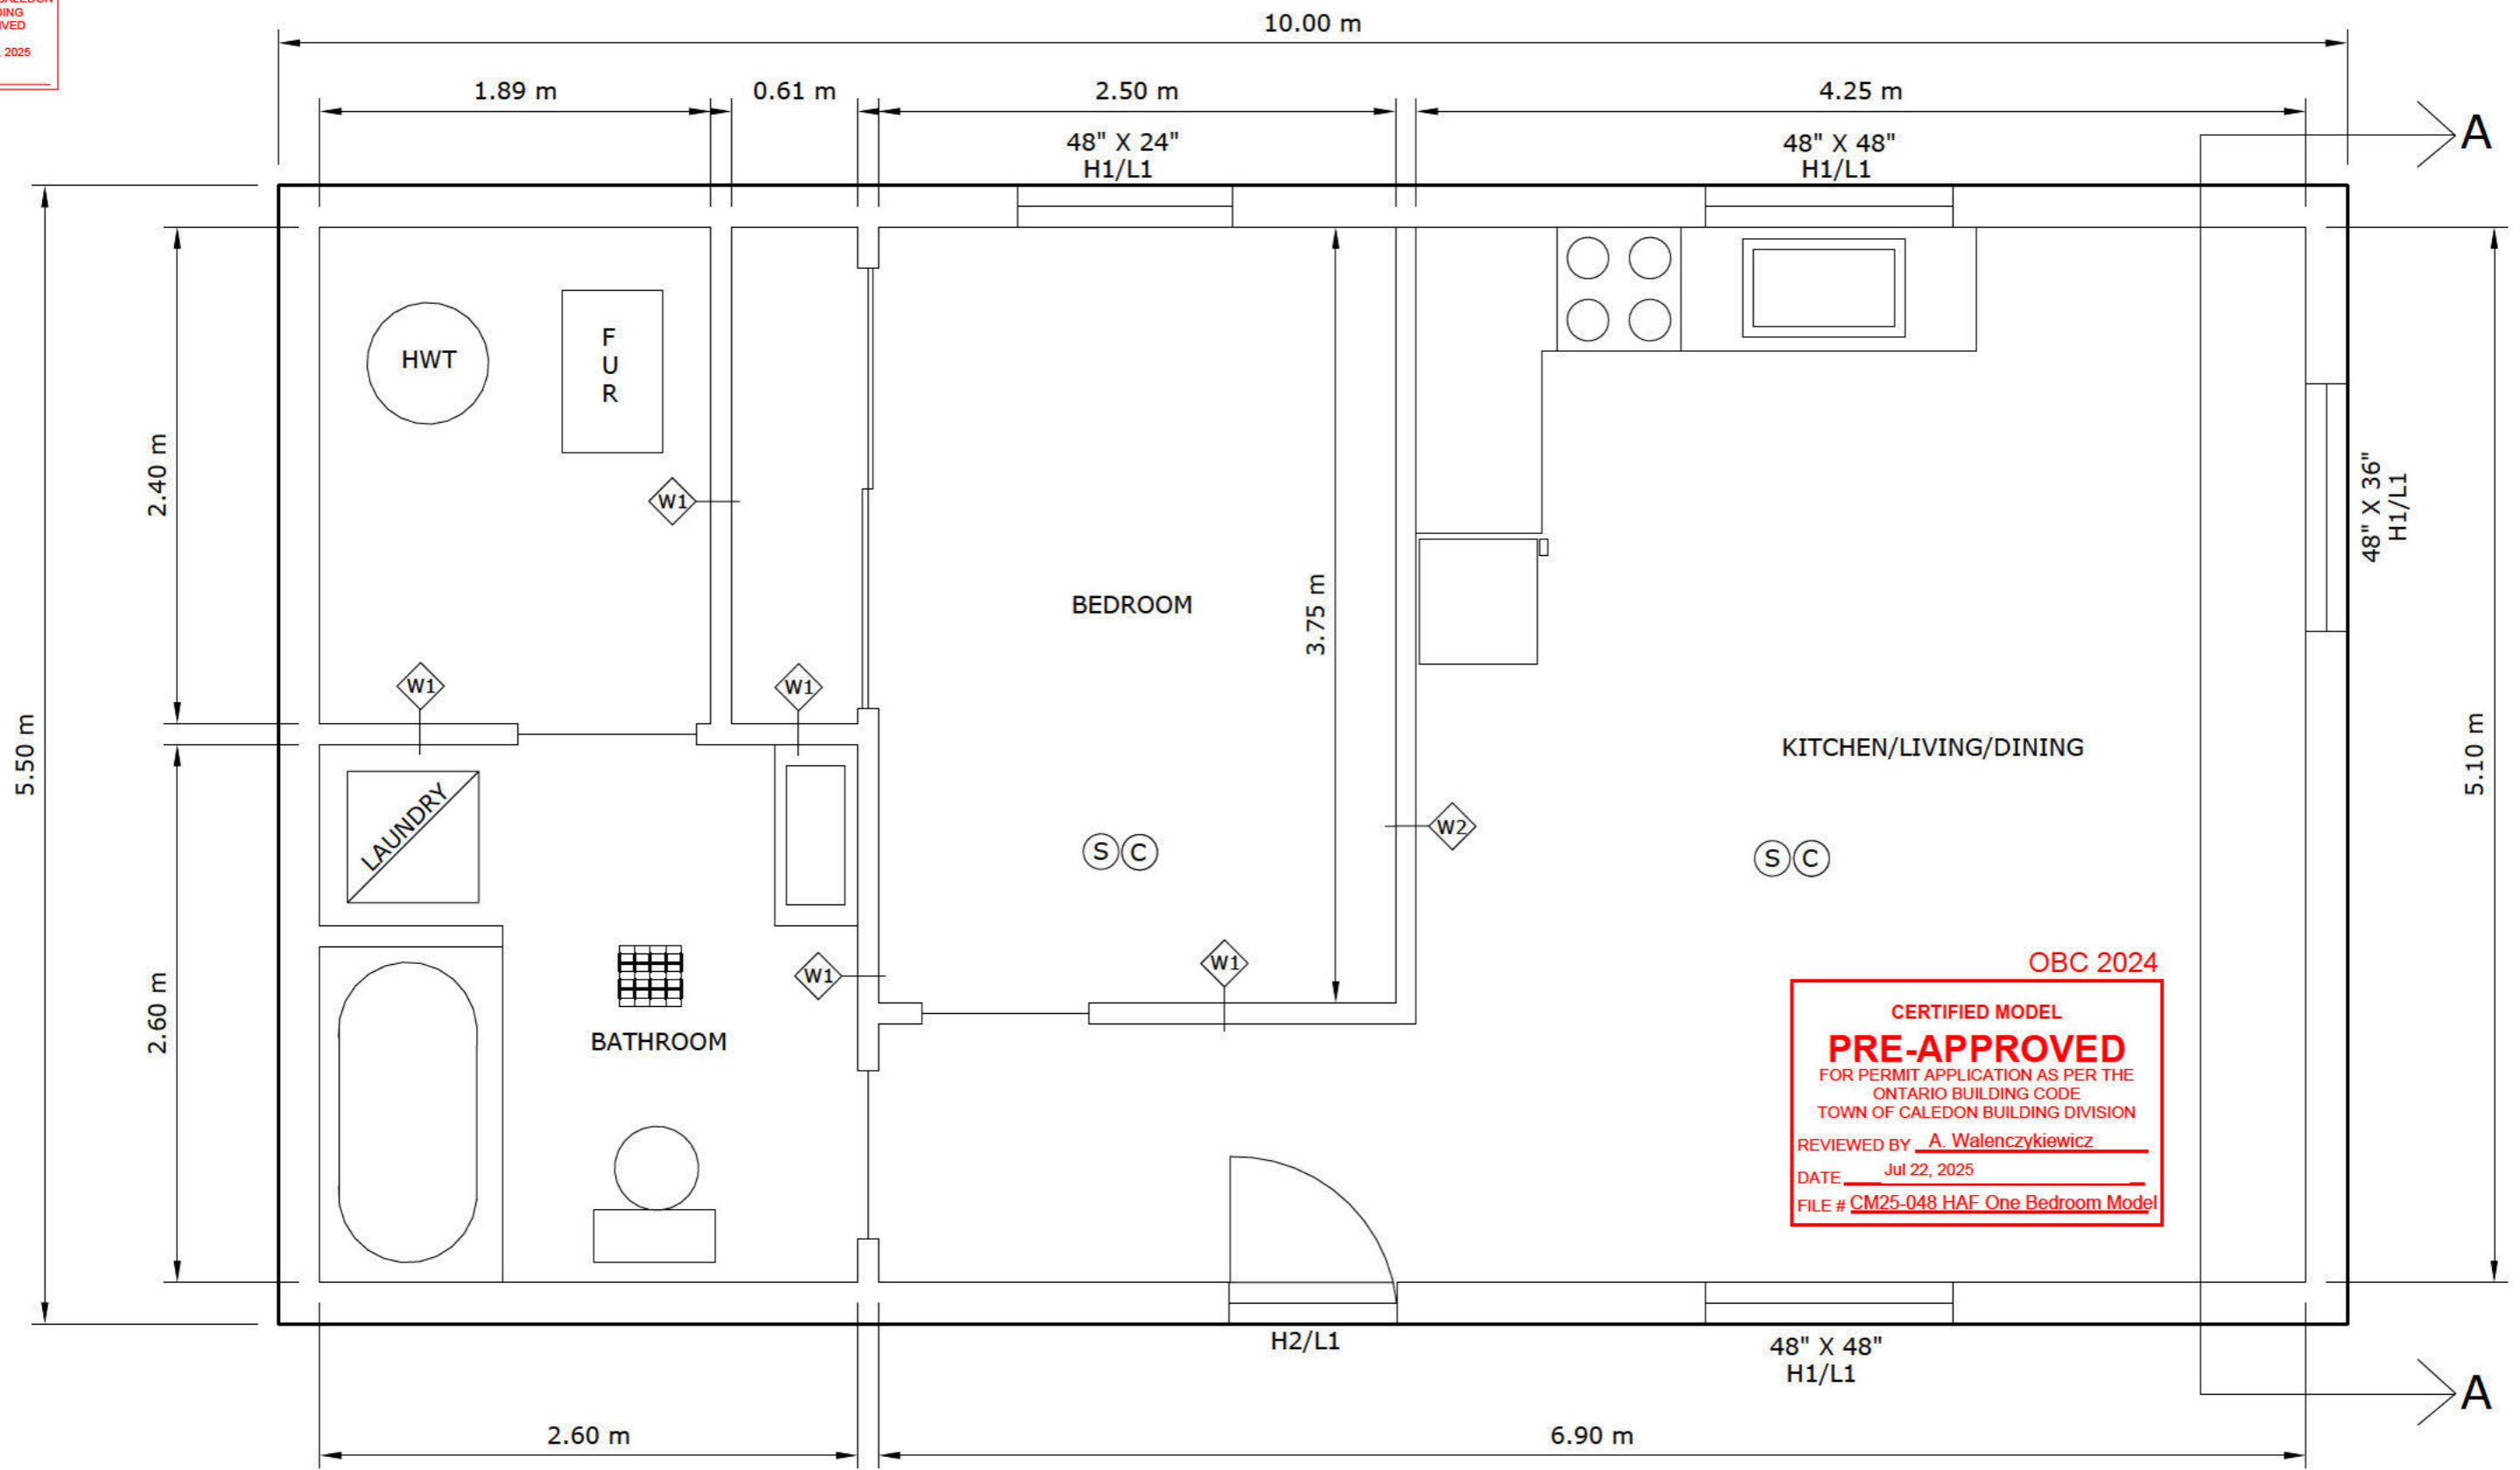 2025
10.00 m
1.89 m
0.61 m
2.50 m
4.25 m
48" X 24"
H1/L1
48" X 48"
H1/L1
A
HWT
F
U
R
2.40 m
W1
48" X 36"
H1/L1
BEDROOM
3.75 m
W1
W1
5.50 m
KITCHEN/LIVING/DINING
5.10 m
LAUNDRY
W2
S C
S C
W1
W1
2.60 m
BATHROOM
OBC 2024
CERTIFIED MODEL
PRE-APPROVED
FOR PERMIT APPLICATION AS PER THE
ONTARIO BUILDING CODE
TOWN OF CALEDON BUILDING DIVISION
REVIEWED BY A. Walenczykiewicz
DATE Jul 22, 2025
FILE # CM25-048 HAF One Bedroom Model
H2/L1
48" X 48"
H1/L1
A
2.60 m
6.90 m